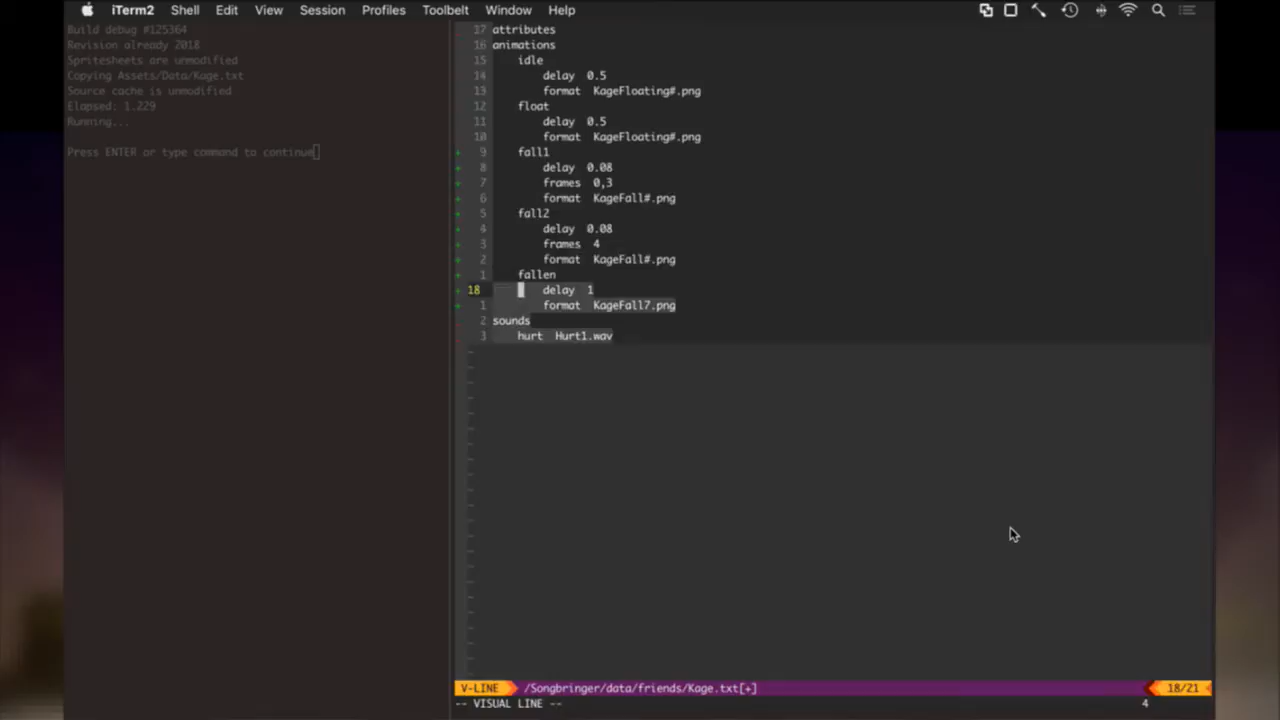 iTerm2 Shell Edit View Session Profiles Toolbelt Window Help
Build debug #125364
Revision already 2018
Spritesheets are unmodified
Copying Assets/Data/Kage.txt
Source cache is unmodified
Elapsed: 1.229
Running...
Press ENTER or type command to continue
17 attributes
16 animations
15 idle
14 delay 0.5
13 format KageFloating#.png
12 float
11 delay 0.5
10 format KageFloating#.png
+ 9 fall1
+ 8 delay 0.08
+ 7 frames 0,3
+ 6 format KageFall#.png
+ 5 fall2
+ 4 delay 0.08
+ 3 frames 4
+ 2 format KageFall#.png
+ 1 fallen
+ 18 delay 1
+ 1 format KageFall7.png
2 sounds
3 hurt Hurt1.wav
V-LINE /Songbringer/data/friends/Kage.txt[+] 18/21
-- VISUAL LINE -- 4